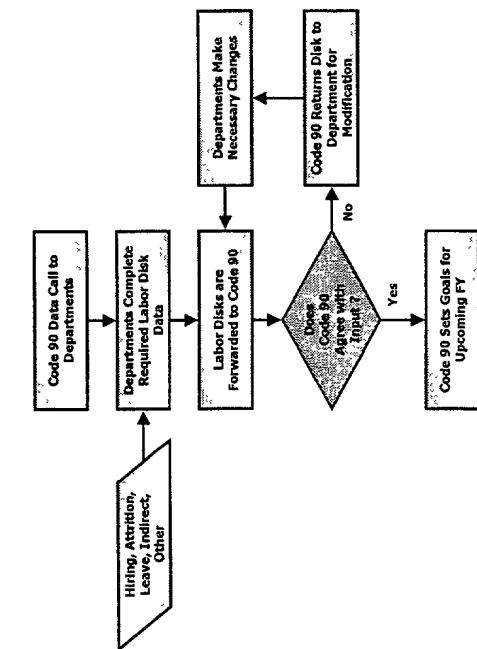 Code 90 Data Call to
Departments
Hiring, Attrition,
Leave, Indirect,
Other
Departments Complete
Required Labor Disk
Data
Labor Disks are
Forwarded to Code 90
Departments Make
Necessary Changes
Does
Code 90
Agree with
Input ?
No
Code 90 Returns Disk to
Department for
Modification
Yes
Code 90 Sets Goals for
Upcoming FY